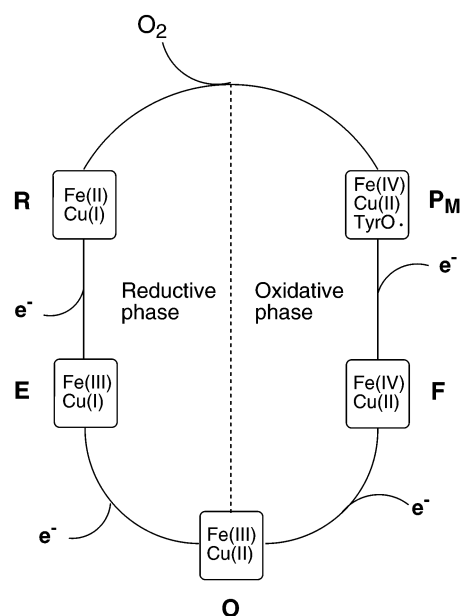 O₂
R
Fe(II)
Cu(I)
Fe(IV)
Cu(II)
TyrO·
P_M
e⁻
Reductive
phase
Oxidative
phase
e⁻
E
Fe(III)
Cu(I)
Fe(IV)
Cu(II)
F
e⁻
Fe(III)
Cu(II)
e⁻
O